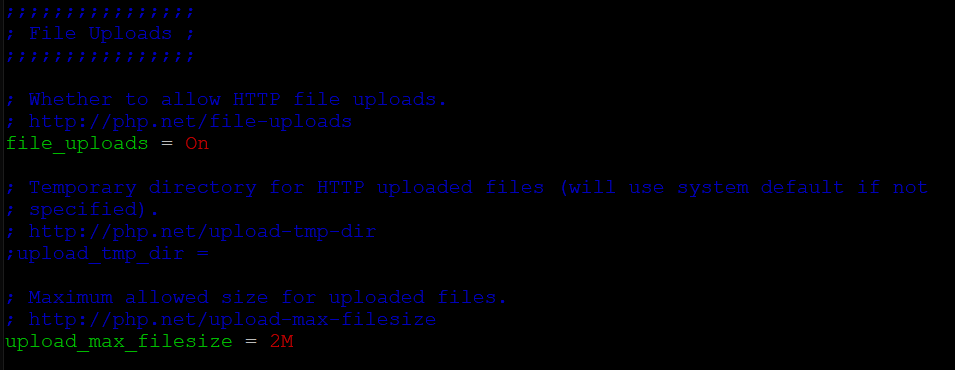 ;;;;;;;;;;;;;;;;
; File Uploads ;
;;;;;;;;;;;;;;;;
; Whether to allow HTTP file uploads.
; http://php.net/file-uploads
file_uploads = On
; Temporary directory for HTTP uploaded files (will use system default if not
; specified).
; http://php.net/upload-tmp-dir
;upload_tmp_dir =
; Maximum allowed size for uploaded files.
; http://php.net/upload-max-filesize
upload_max_filesize = 2M